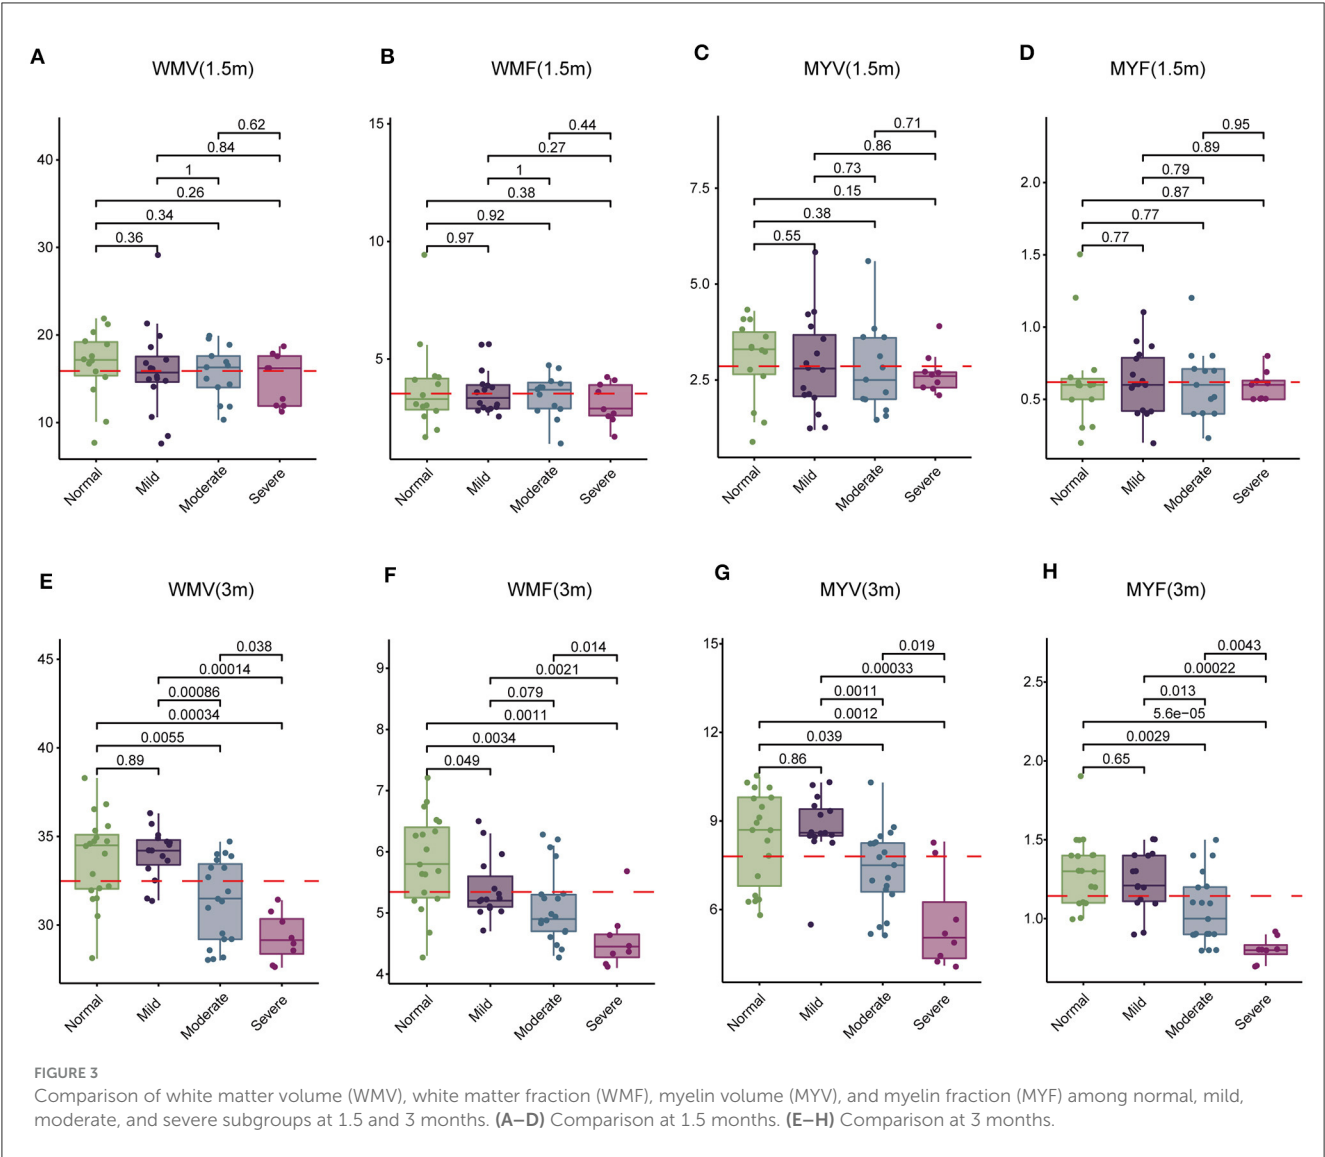 A
WMV(1.5m)
40
30
20
10
0.62
0.84
1
0.26
0.34
0.36
Normal
Mild
Moderate
Severe
B
WMF(1.5m)
15
10
5
0.44
0.27
1
0.38
0.92
0.97
Normal
Mild
Moderate
Severe
C
MYV(1.5m)
7.5
5.0
2.5
0.71
0.86
0.73
0.15
0.38
0.55
Normal
Mild
Moderate
Severe
D
MYF(1.5m)
2.0
1.5
1.0
0.5
0.95
0.89
0.79
0.87
0.77
0.77
Normal
Mild
Moderate
Severe
E
WMV(3m)
45
40
35
30
0.038
0.00014
0.00086
0.00034
0.0055
0.89
Normal
Mild
Moderate
Severe
F
WMF(3m)
9
8
7
6
5
4
0.014
0.0021
0.079
0.0011
0.0034
0.049
Normal
Mild
Moderate
Severe
G
MYV(3m)
15
12
9
6
0.019
0.00033
0.0011
0.0012
0.039
0.86
Normal
Mild
Moderate
Severe
H
MYF(3m)
2.5
2.0
1.5
1.0
0.0043
0.00022
0.013
5.6e−05
0.0029
0.65
Normal
Mild
Moderate
Severe
FIGURE 3
Comparison of white matter volume (WMV), white matter fraction (WMF), myelin volume (MYV), and myelin fraction (MYF) among normal, mild,
moderate, and severe subgroups at 1.5 and 3 months. (A–D) Comparison at 1.5 months. (E–H) Comparison at 3 months.